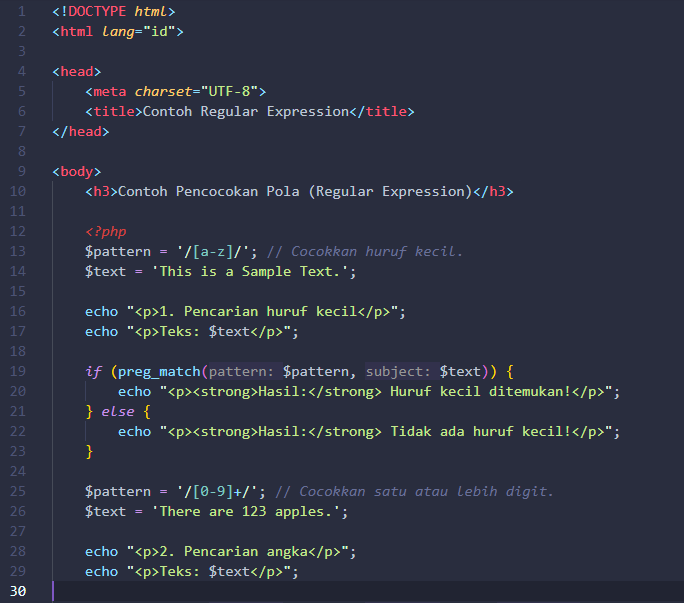 1 <!DOCTYPE html>
2 <html lang="id">
3
4 <head>
5     <meta charset="UTF-8">
6     <title>Contoh Regular Expression</title>
7 </head>
8
9 <body>
10     <h3>Contoh Pencocokan Pola (Regular Expression)</h3>
11
12     <?php
13     $pattern = '/[a-z]/'; // Cocokkan huruf kecil.
14     $text = 'This is a Sample Text.';
15
16     echo "<p>1. Pencarian huruf kecil</p>";
17     echo "<p>Teks: $text</p>";
18
19     if (preg_match(pattern: $pattern, subject: $text)) {
20         echo "<p><strong>Hasil:</strong> Huruf kecil ditemukan!</p>";
21     } else {
22         echo "<p><strong>Hasil:</strong> Tidak ada huruf kecil!</p>";
23     }
24
25     $pattern = '/[0-9]+/'; // Cocokkan satu atau lebih digit.
26     $text = 'There are 123 apples.';
27
28     echo "<p>2. Pencarian angka</p>";
29     echo "<p>Teks: $text</p>";
30